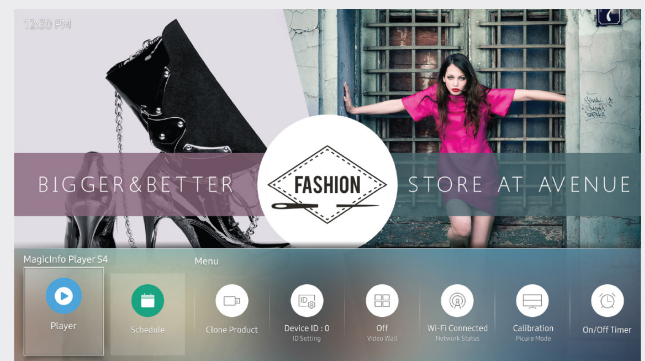 12:30 PM
BIGGER&BETTER
FASHION
STORE AT AVENUE
MagicInfo Player S4
Menu
Player
Schedule
Clone Product
Device ID : 0
ID Setting
Off
Video Wall
Wi-Fi Connected
Network Status
Calibration
Picure Mode
On/Off Timer